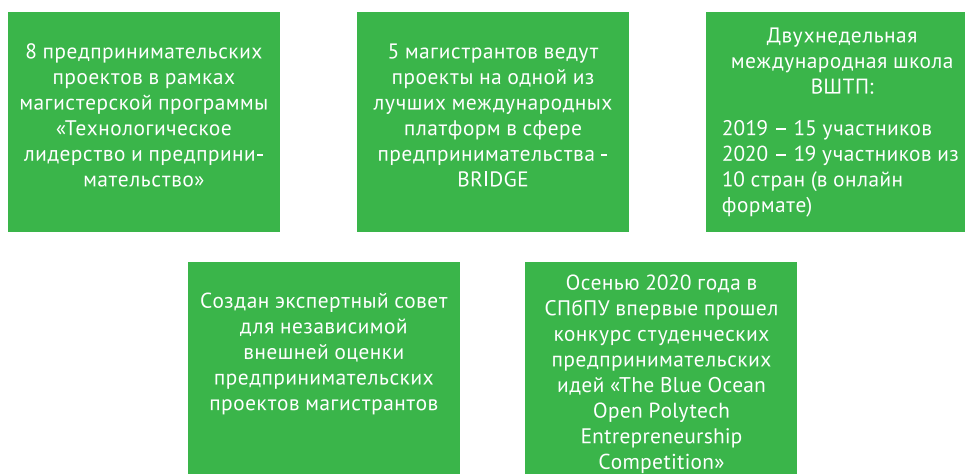 8 предпринимательских
проектов в рамках
магистерской программы
«Технологическое
лидерство и предприни-
мательство»
5 магистрантов ведут
проекты на одной из
лучших международных
платформ в сфере
предпринимательства -
BRIDGE
Двухнедельная
международная школа
ВШТП:
2019 – 15 участников
2020 – 19 участников из
10 стран (в онлайн
формате)
Создан экспертный совет
для независимой
внешней оценки
предпринимательских
проектов магистрантов
Осенью 2020 года в
СПбПУ впервые прошел
конкурс студенческих
предпринимательских
идей «The Blue Ocean
Open Polytech
Entrepreneurship
Competition»